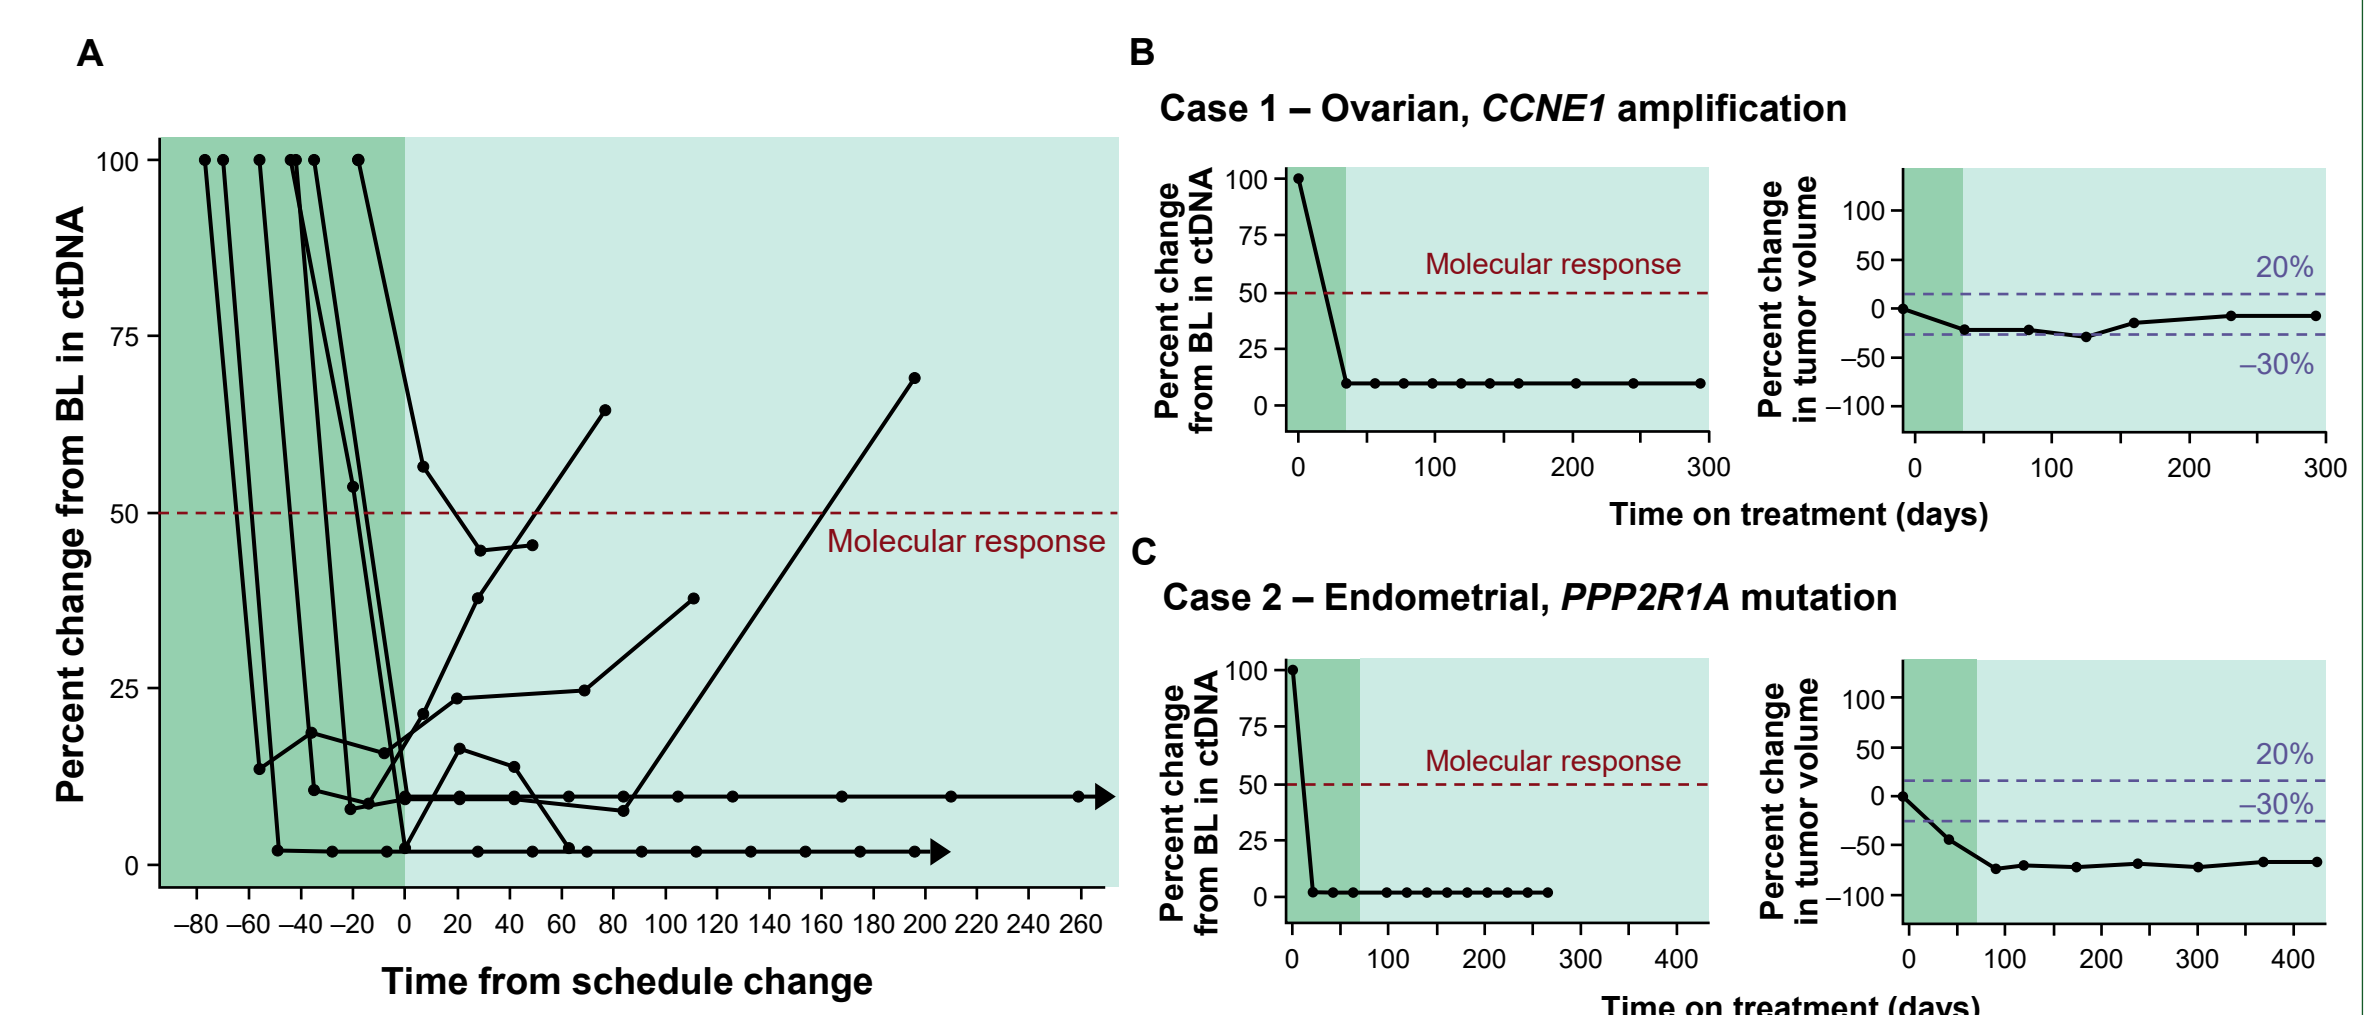 A
Percent change from BL in ctDNA
100
75
50
25
0
Molecular response
–80 –60 –40 –20 0 20 40 60 80 100 120 140 160 180 200 220 240 260
Time from schedule change
B
Case 1 – Ovarian, CCNE1 amplification
Percent change
from BL in ctDNA
100
75
50
25
0
Molecular response
0 100 200 300
Percent change
in tumor volume
100
50
0
–50
–100
20%
–30%
0 100 200 300
Time on treatment (days)
C
Case 2 – Endometrial, PPP2R1A mutation
Percent change
from BL in ctDNA
100
75
50
25
0
Molecular response
0 100 200 300 400
Percent change
in tumor volume
100
50
0
–50
–100
20%
–30%
0 100 200 300 400
Time on treatment (days)